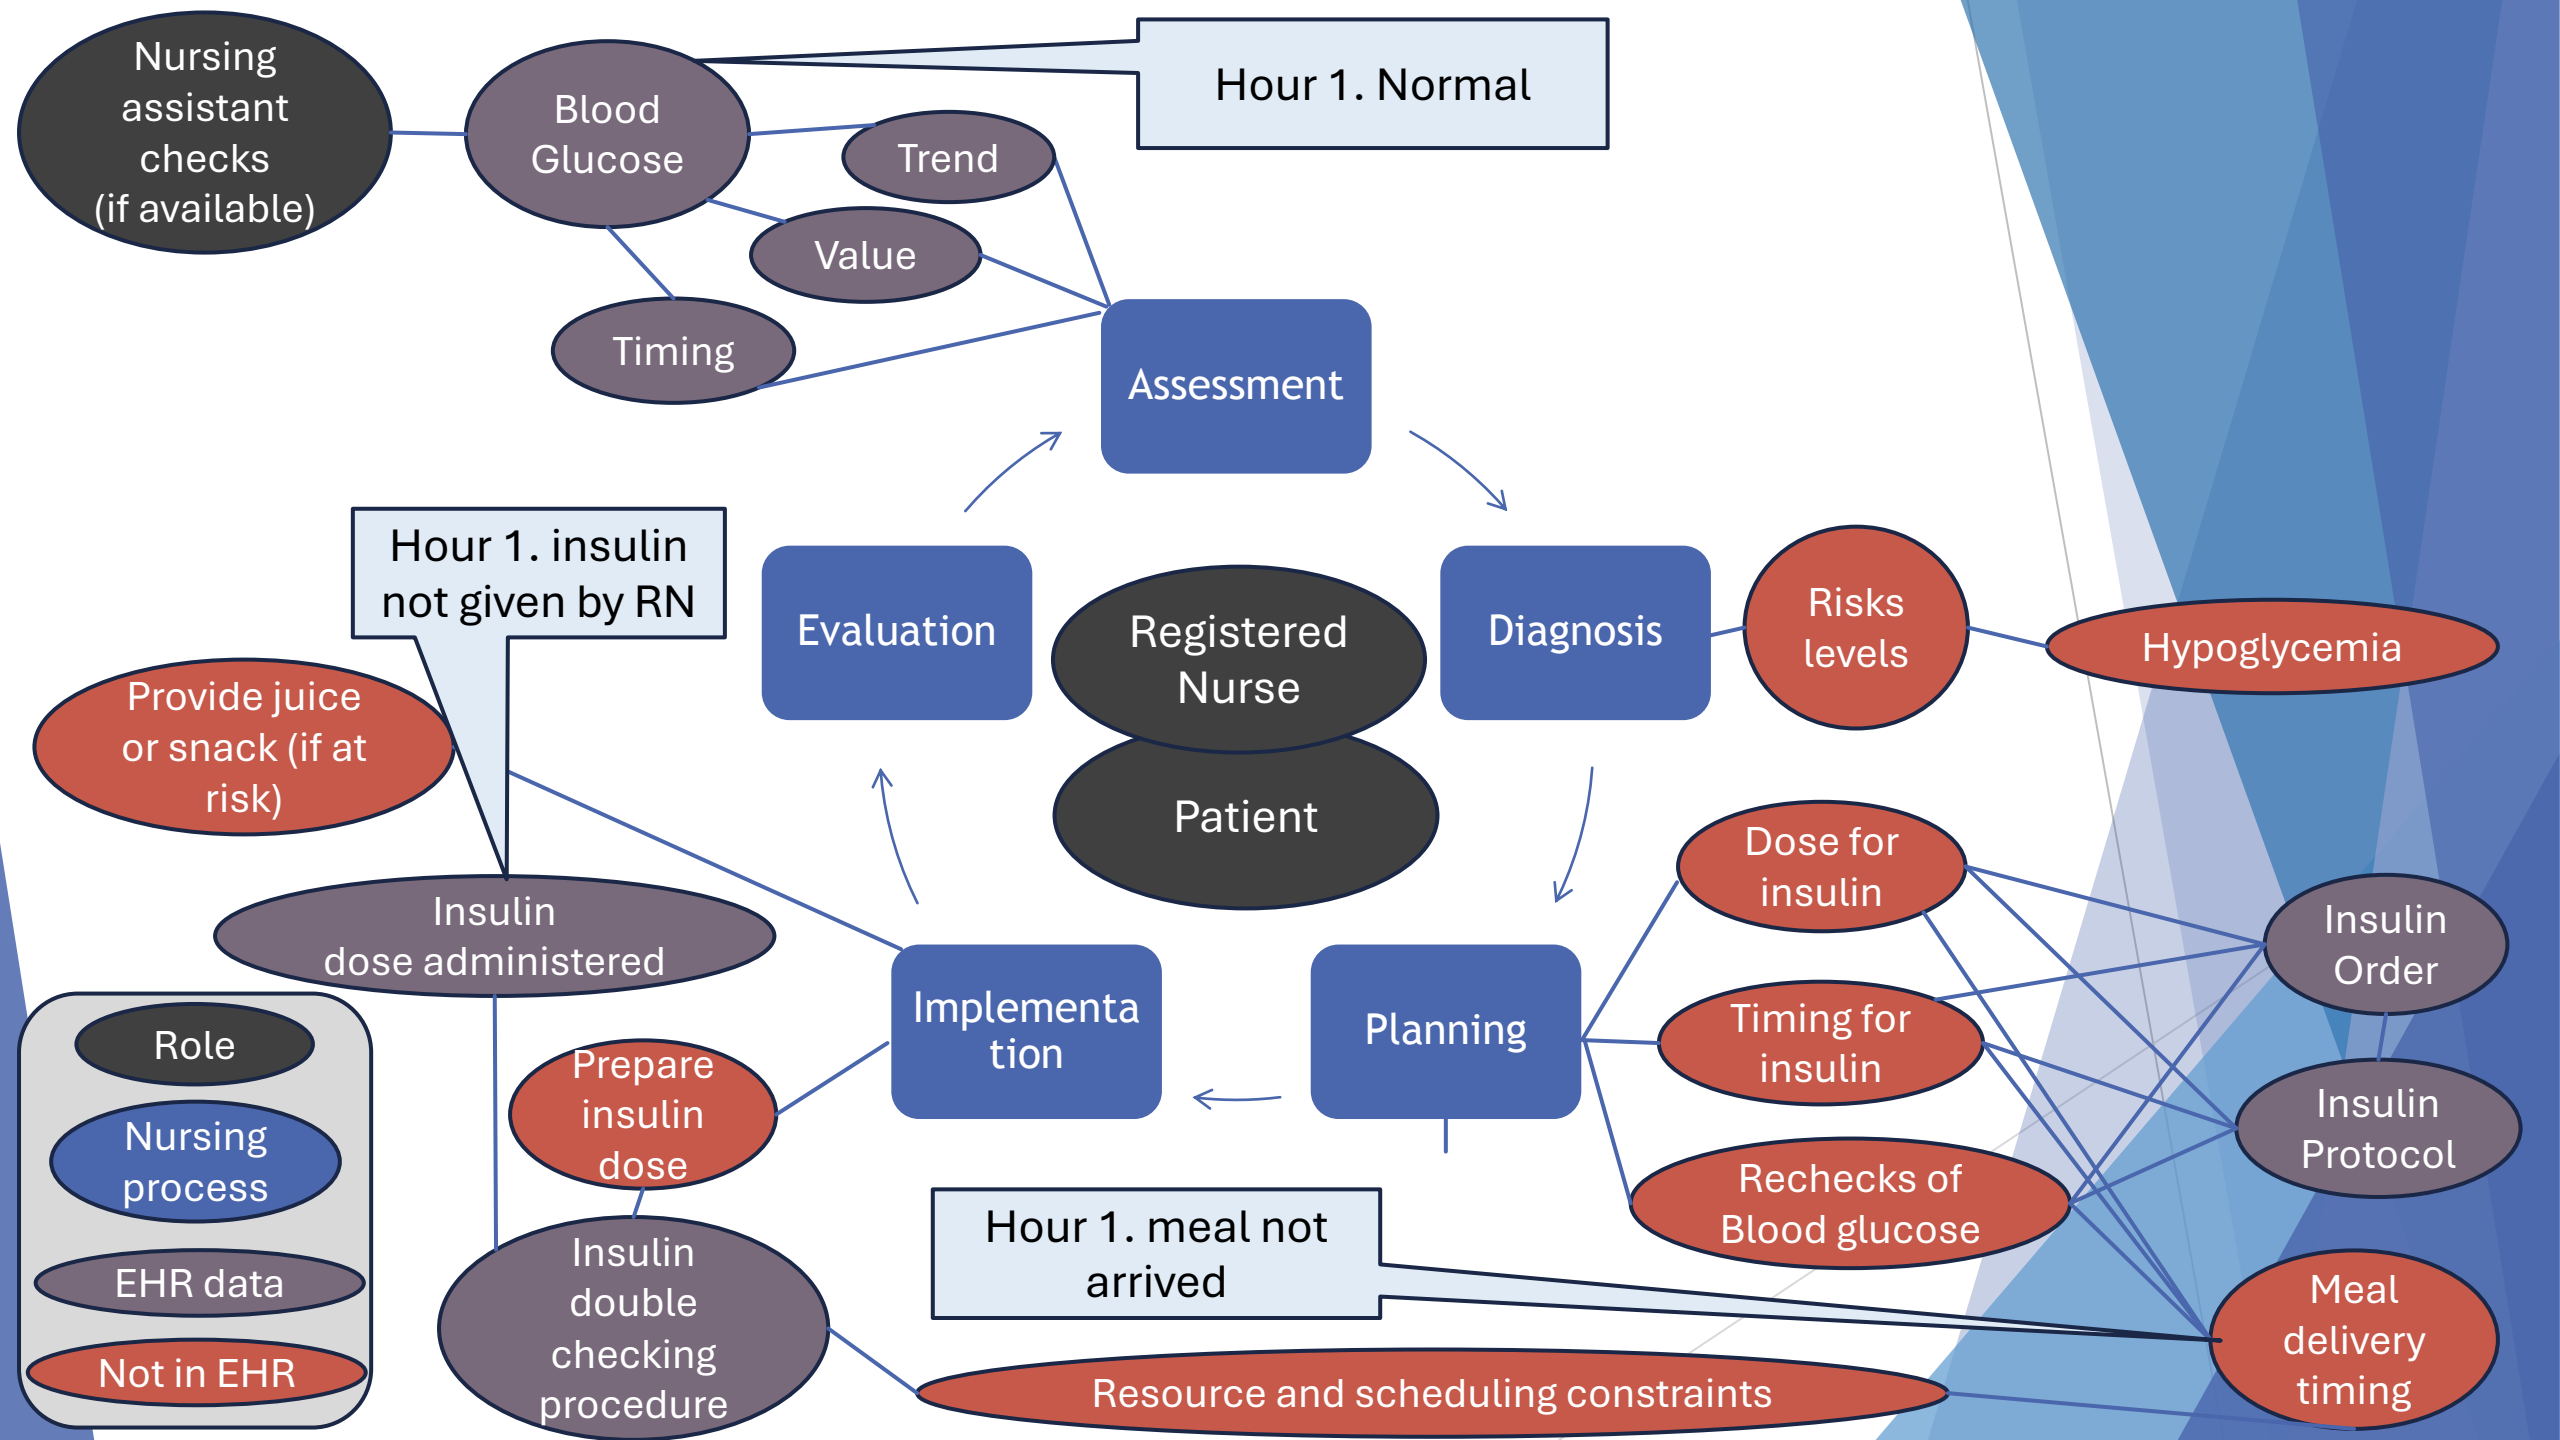 Nursing
assistant
checks
(if available)
Blood
Glucose
Hour 1. Normal
Trend
Value
Timing
Assessment
Hour 1. insulin
not given by RN
Evaluation
Registered
Nurse
Diagnosis
Risks
levels
Hypoglycemia
Provide juice
or snack (if at
risk)
Patient
Dose for
insulin
Insulin
dose administered
Implementa
tion
Planning
Timing for
insulin
Insulin
Order
Prepare
insulin
dose
Rechecks of
Blood glucose
Insulin
Protocol
Role
Nursing
process
EHR data
Not in EHR
Insulin
double
checking
procedure
Hour 1. meal not
arrived
Resource and scheduling constraints
Meal
delivery
timing